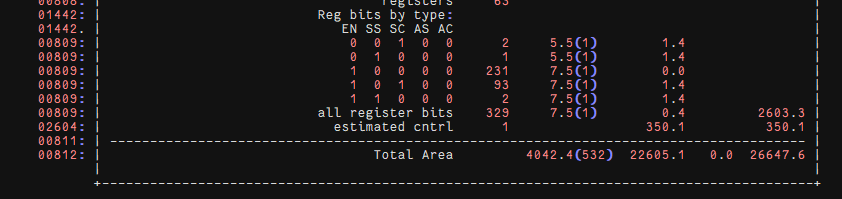 00808: | registers 63
01442: | Reg bits by type: |
01442. | EN SS SC AS AC |
00809: | 0 0 1 0 0 2 5.5(1) 1.4 |
00809: | 0 1 0 0 0 1 5.5(1) 1.4 |
00809: | 1 0 0 0 0 231 7.5(1) 0.0 |
00809: | 1 0 1 0 0 93 7.5(1) 1.4 |
00809: | 1 1 0 0 0 2 7.5(1) 1.4 |
00809: | all register bits 329 7.5(1) 0.4 2603.3 |
02604: | estimated cntrl 1 350.1 350.1 |
00811: | ---------------------------------------------------------------------------------------- |
00812: | Total Area 4042.4(532) 22605.1 0.0 26647.6 |
| |
+------------------------------------------------------------------------------------------+